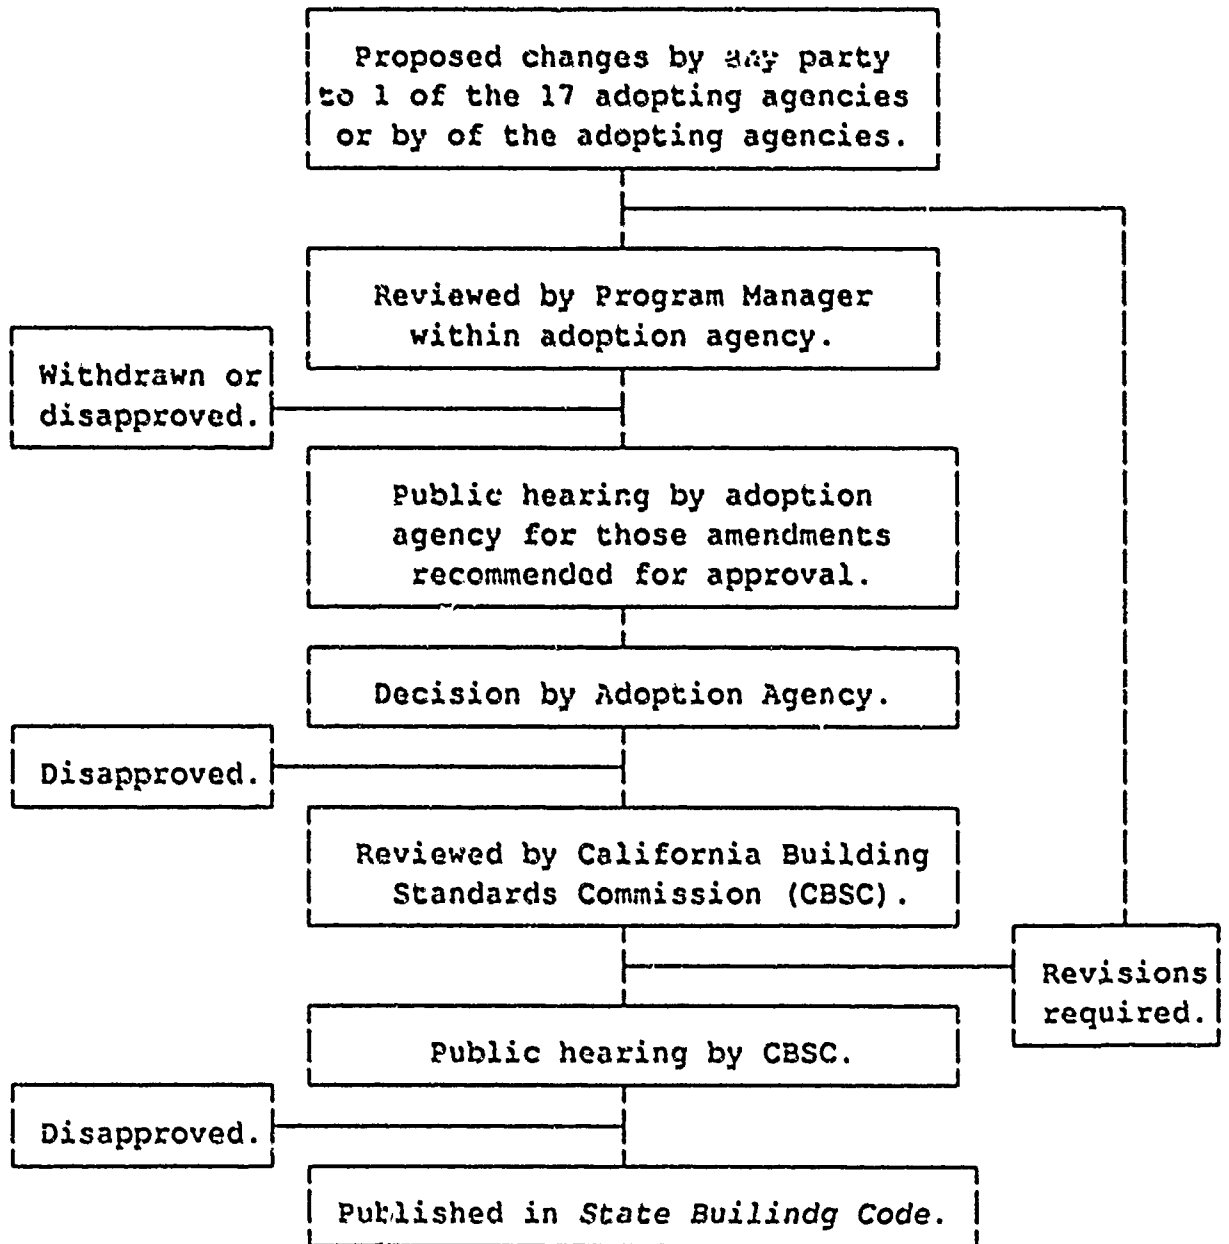 Proposed changes by any party
to 1 of the 17 adopting agencies
or by of the adopting agencies.
Reviewed by Program Manager
within adoption agency.
Withdrawn or
disapproved.
Public hearing by adoption
agency for those amendments
recommended for approval.
Decision by Adoption Agency.
Disapproved.
Reviewed by California Building
Standards Commission (CBSC).
Revisions
required.
Public hearing by CBSC.
Disapproved.
Published in State Builindg Code.